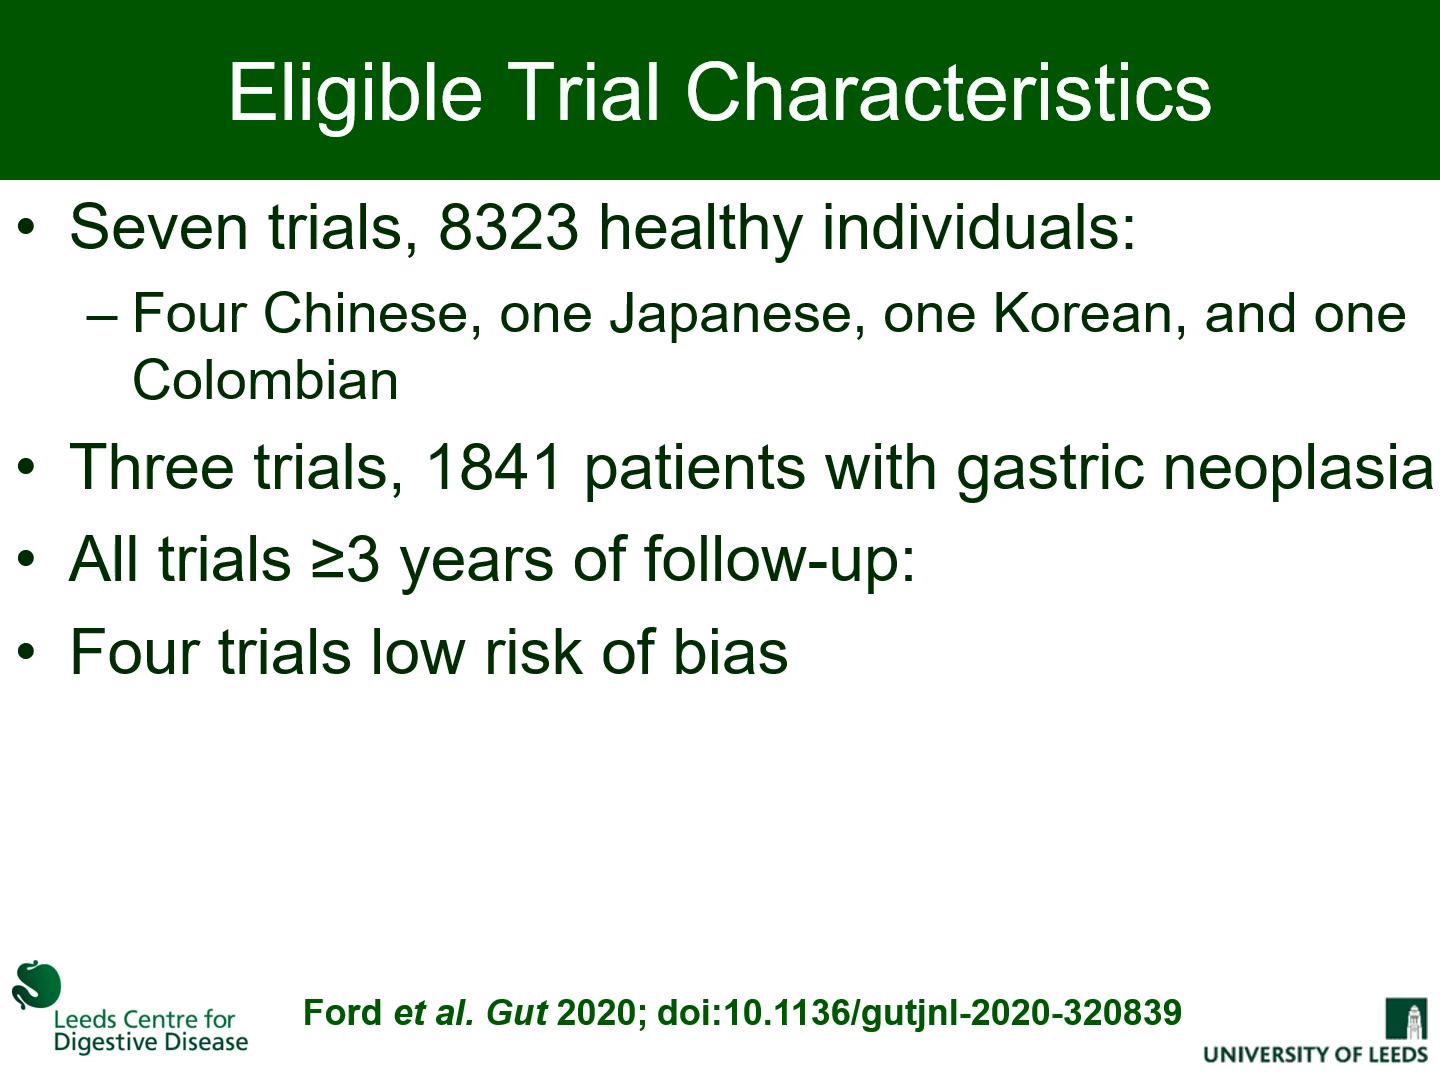 Eligible Trial Characteristics
• Seven trials, 8323 healthy individuals:
– Four Chinese, one Japanese, one Korean, and one
Colombian
• Three trials, 1841 patients with gastric neoplasia
• All trials ≥3 years of follow-up:
• Four trials low risk of bias
Leeds Centre for
Digestive Disease
Ford et al. Gut 2020; doi:10.1136/gutjnl-2020-320839
UNIVERSITY OF LEEDS